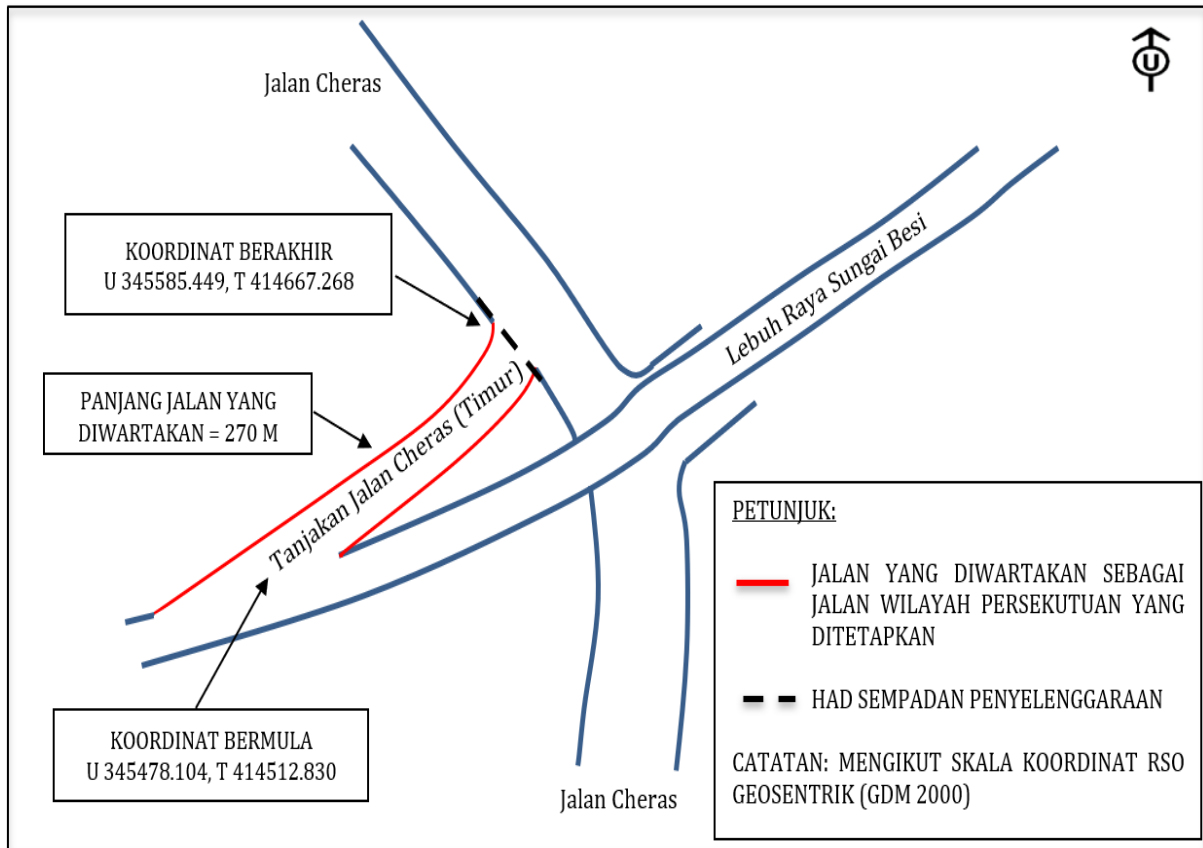 Jalan Cheras
U
KOORDINAT BERAKHIR
U 345585.449, T 414667.268
Lebuh Raya Sungai Besi
PANJANG JALAN YANG
DIWARTAKAN = 270 M
Tanjakan Jalan Cheras (Timur)
KOORDINAT BERMULA
U 345478.104, T 414512.830
Jalan Cheras
PETUNJUK:
JALAN YANG DIWARTAKAN SEBAGAI
JALAN WILAYAH PERSEKUTUAN YANG
DITETAPKAN
HAD SEMPADAN PENYELENGGARAAN
CATATAN: MENGIKUT SKALA KOORDINAT RSO
GEOSENTRIK (GDM 2000)